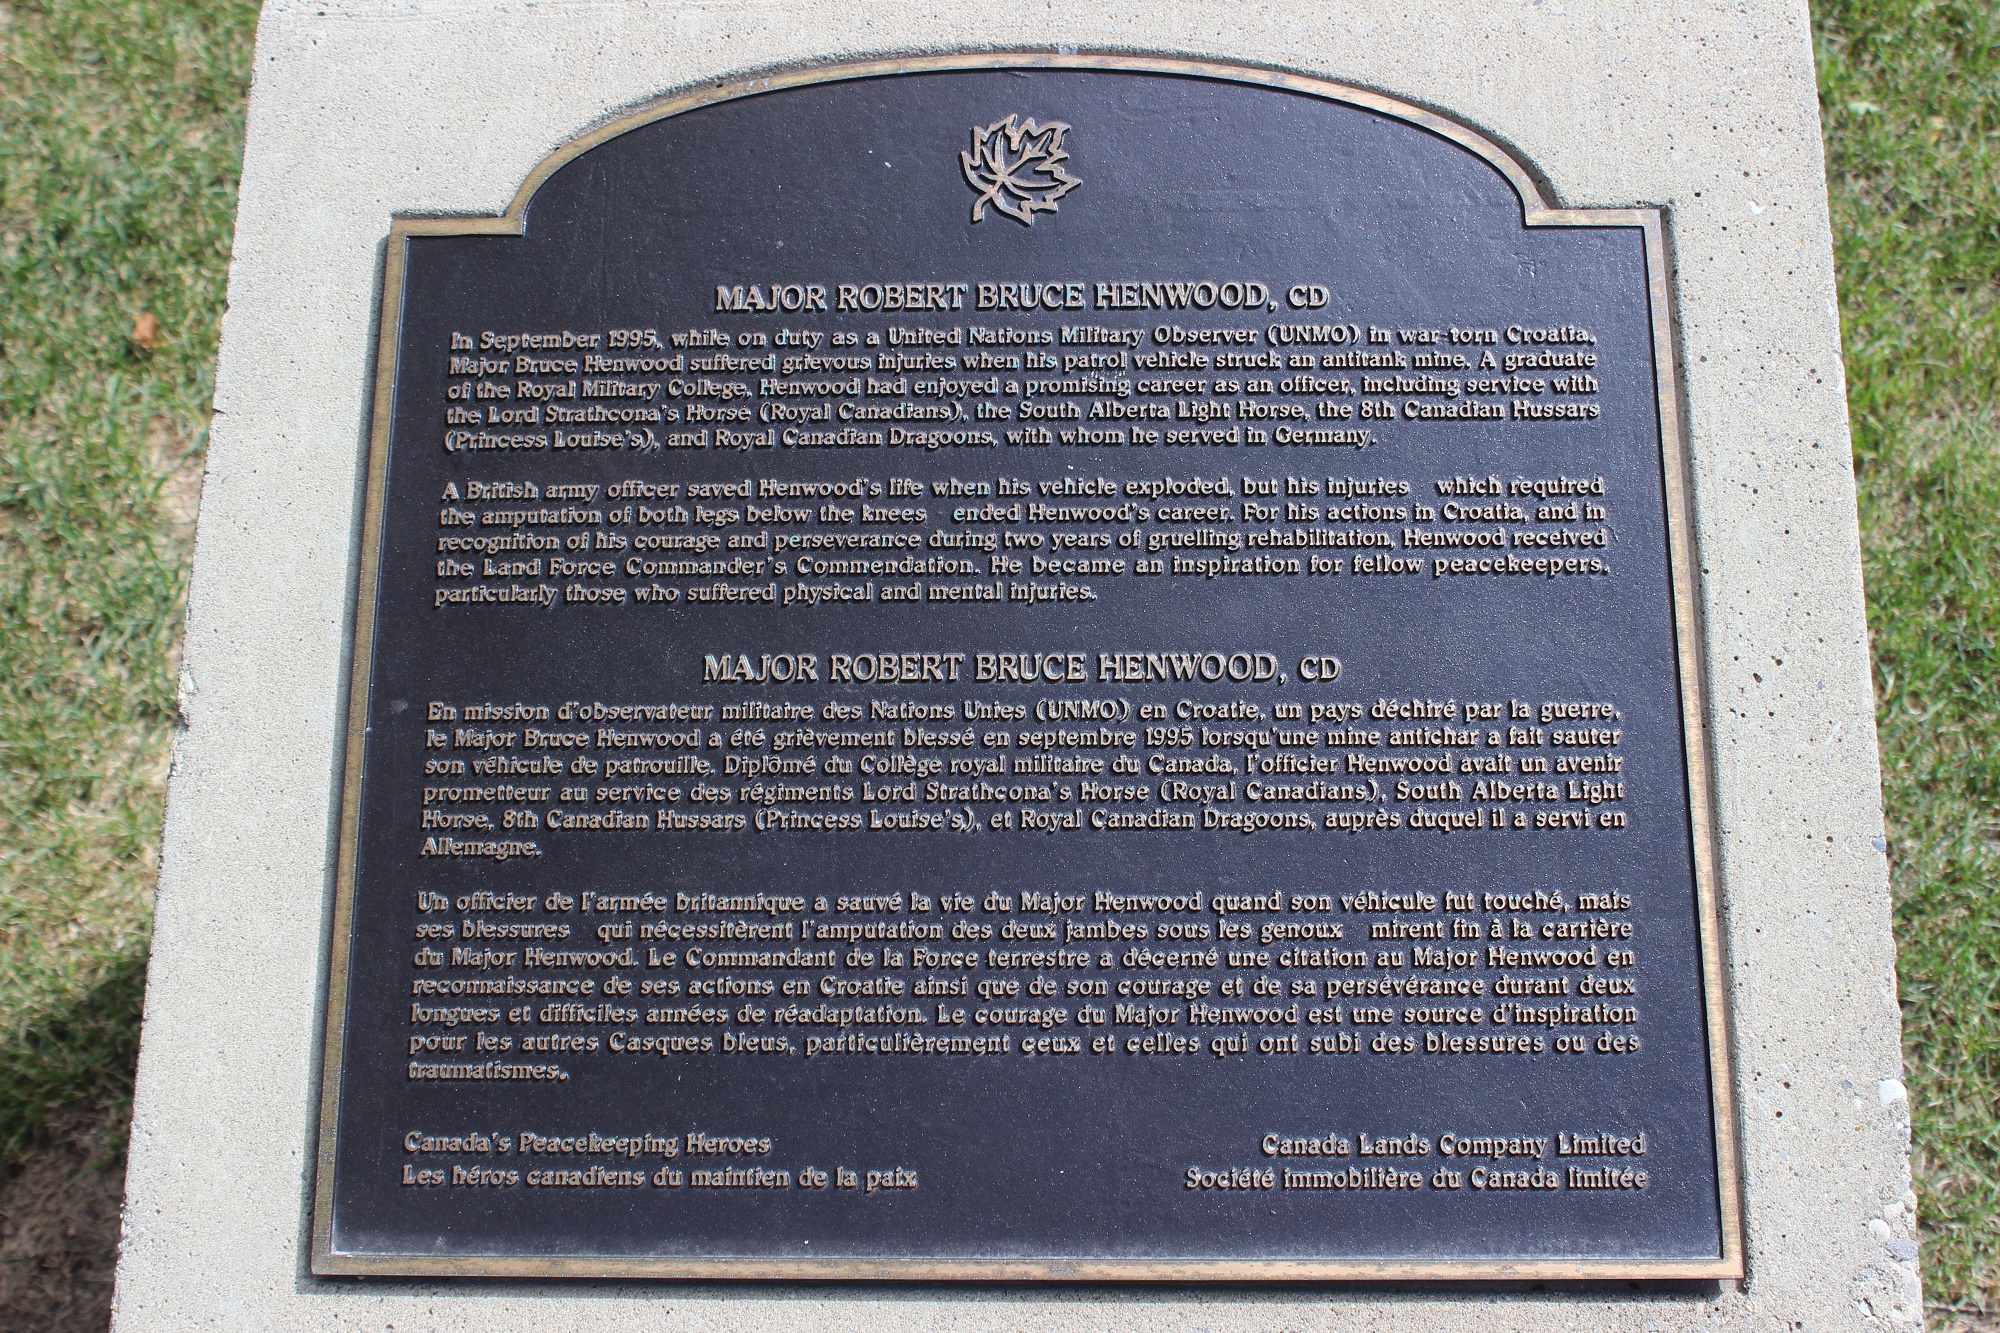 MAJOR ROBERT BRUCE HENWOOD, CD
In September 1995, while on duty as a United Nations Military Observer (UNMO) in war-torn Croatia,
Major Bruce Henwood suffered grievous injuries when his patrol vehicle struck an antitank mine. A graduate
of the Royal Military College, Henwood had enjoyed a promising career as an officer, including service with
the Lord Strathcona's Horse (Royal Canadians), the South Alberta Light Horse, the 8th Canadian Hussars
(Princess Louise's), and Royal Canadian Dragoons, with whom he served in Germany.
A British army officer saved Henwood's life when his vehicle exploded, but his injuries which required
the amputation of both legs below the knees ended Henwood's career. For his actions in Croatia, and in
recognition of his courage and perseverance during two years of gruelling rehabilitation, Henwood received
the Land Force Commander's Commendation. He became an inspiration for fellow peacekeepers,
particularly those who suffered physical and mental injuries.
MAJOR ROBERT BRUCE HENWOOD, CD
En mission d'observateur militaire des Nations Unies (UNMO) en Croatie, un pays déchiré par la guerre,
le Major Bruce Henwood a été grièvement blessé en septembre 1995 lorsqu'une mine antichar a fait sauter
son véhicule de patrouille. Diplômé du Collège royal militaire du Canada, l'officier Henwood avait un avenir
prometteur au service des régiments Lord Strathcona's Horse (Royal Canadians), South Alberta Light
Horse, 8th Canadian Hussars (Princess Louise's), et Royal Canadian Dragoons, auprès duquel il a servi en
Allemagne.
Un officier de l'armée britannique a sauvé la vie du Major Henwood quand son véhicule fut touché, mais
ses blessures qui nécessitèrent l'amputation des deux jambes sous les genoux mirent fin à la carrière
du Major Henwood. Le Commandant de la Force terrestre a décerné une citation au Major Henwood en
reconnaissance de ses actions en Croatie ainsi que de son courage et de sa persévérance durant deux
longues et difficiles années de réadaptation. Le courage du Major Henwood est une source d'inspiration
pour les autres Casques bleus, particulièrement ceux et celles qui ont subi des blessures ou des
traumatismes.
Canada's Peacekeeping Heroes
Les héros canadiens du maintien de la paix
Canada Lands Company Limited
Société immobilière du Canada limitée